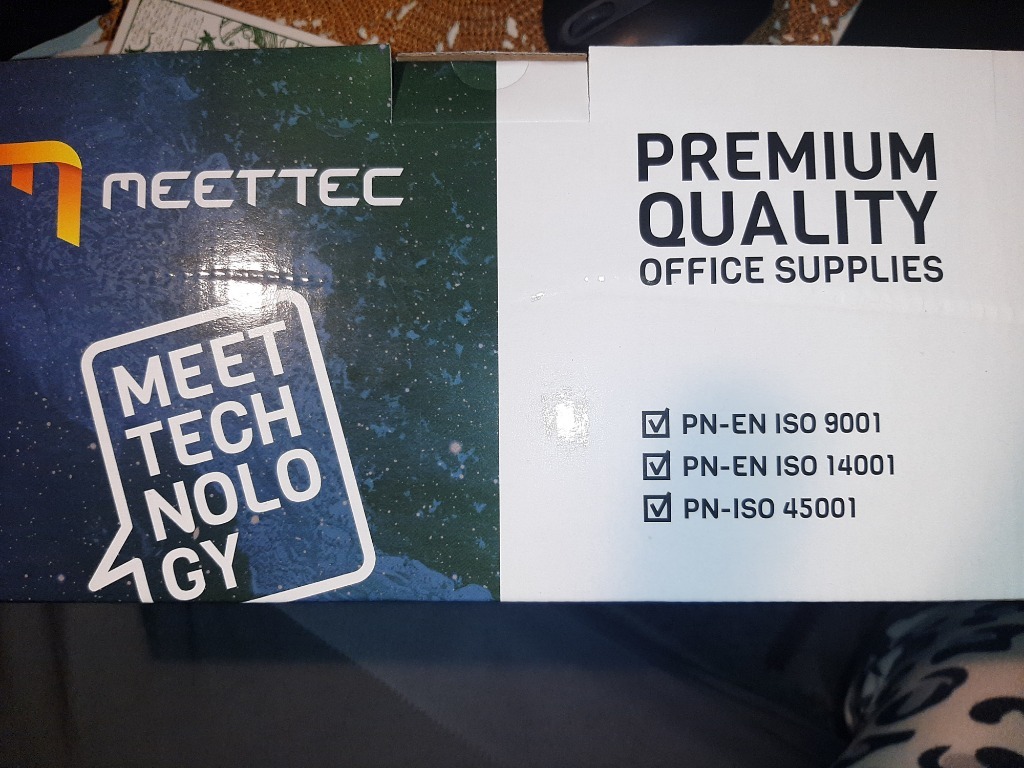 MEETTEC
MEET
TECH
NOLO
GY
PREMIUM
QUALITY
OFFICE SUPPLIES
PN-EN ISO 9001
PN-EN ISO 14001
PN-ISO 45001